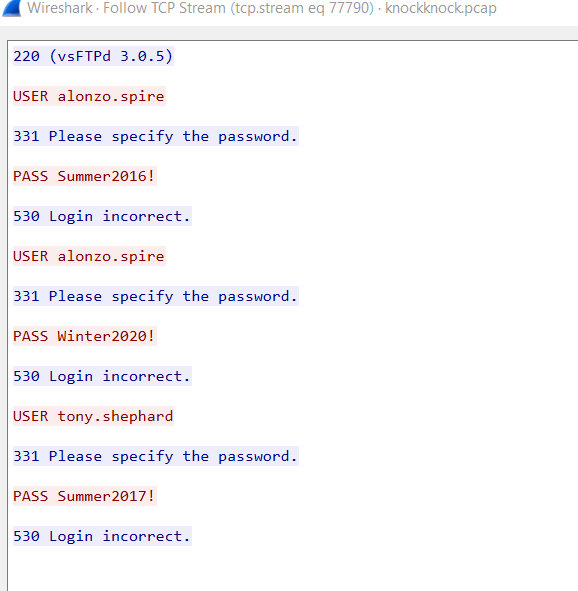 Wireshark · Follow TCP Stream (tcp.stream eq 77790) · knockknock.pcap
220 (vsFTPd 3.0.5)
USER alonzo.spire
331 Please specify the password.
PASS Summer2016!
530 Login incorrect.
USER alonzo.spire
331 Please specify the password.
PASS Winter2020!
530 Login incorrect.
USER tony.shephard
331 Please specify the password.
PASS Summer2017!
530 Login incorrect.